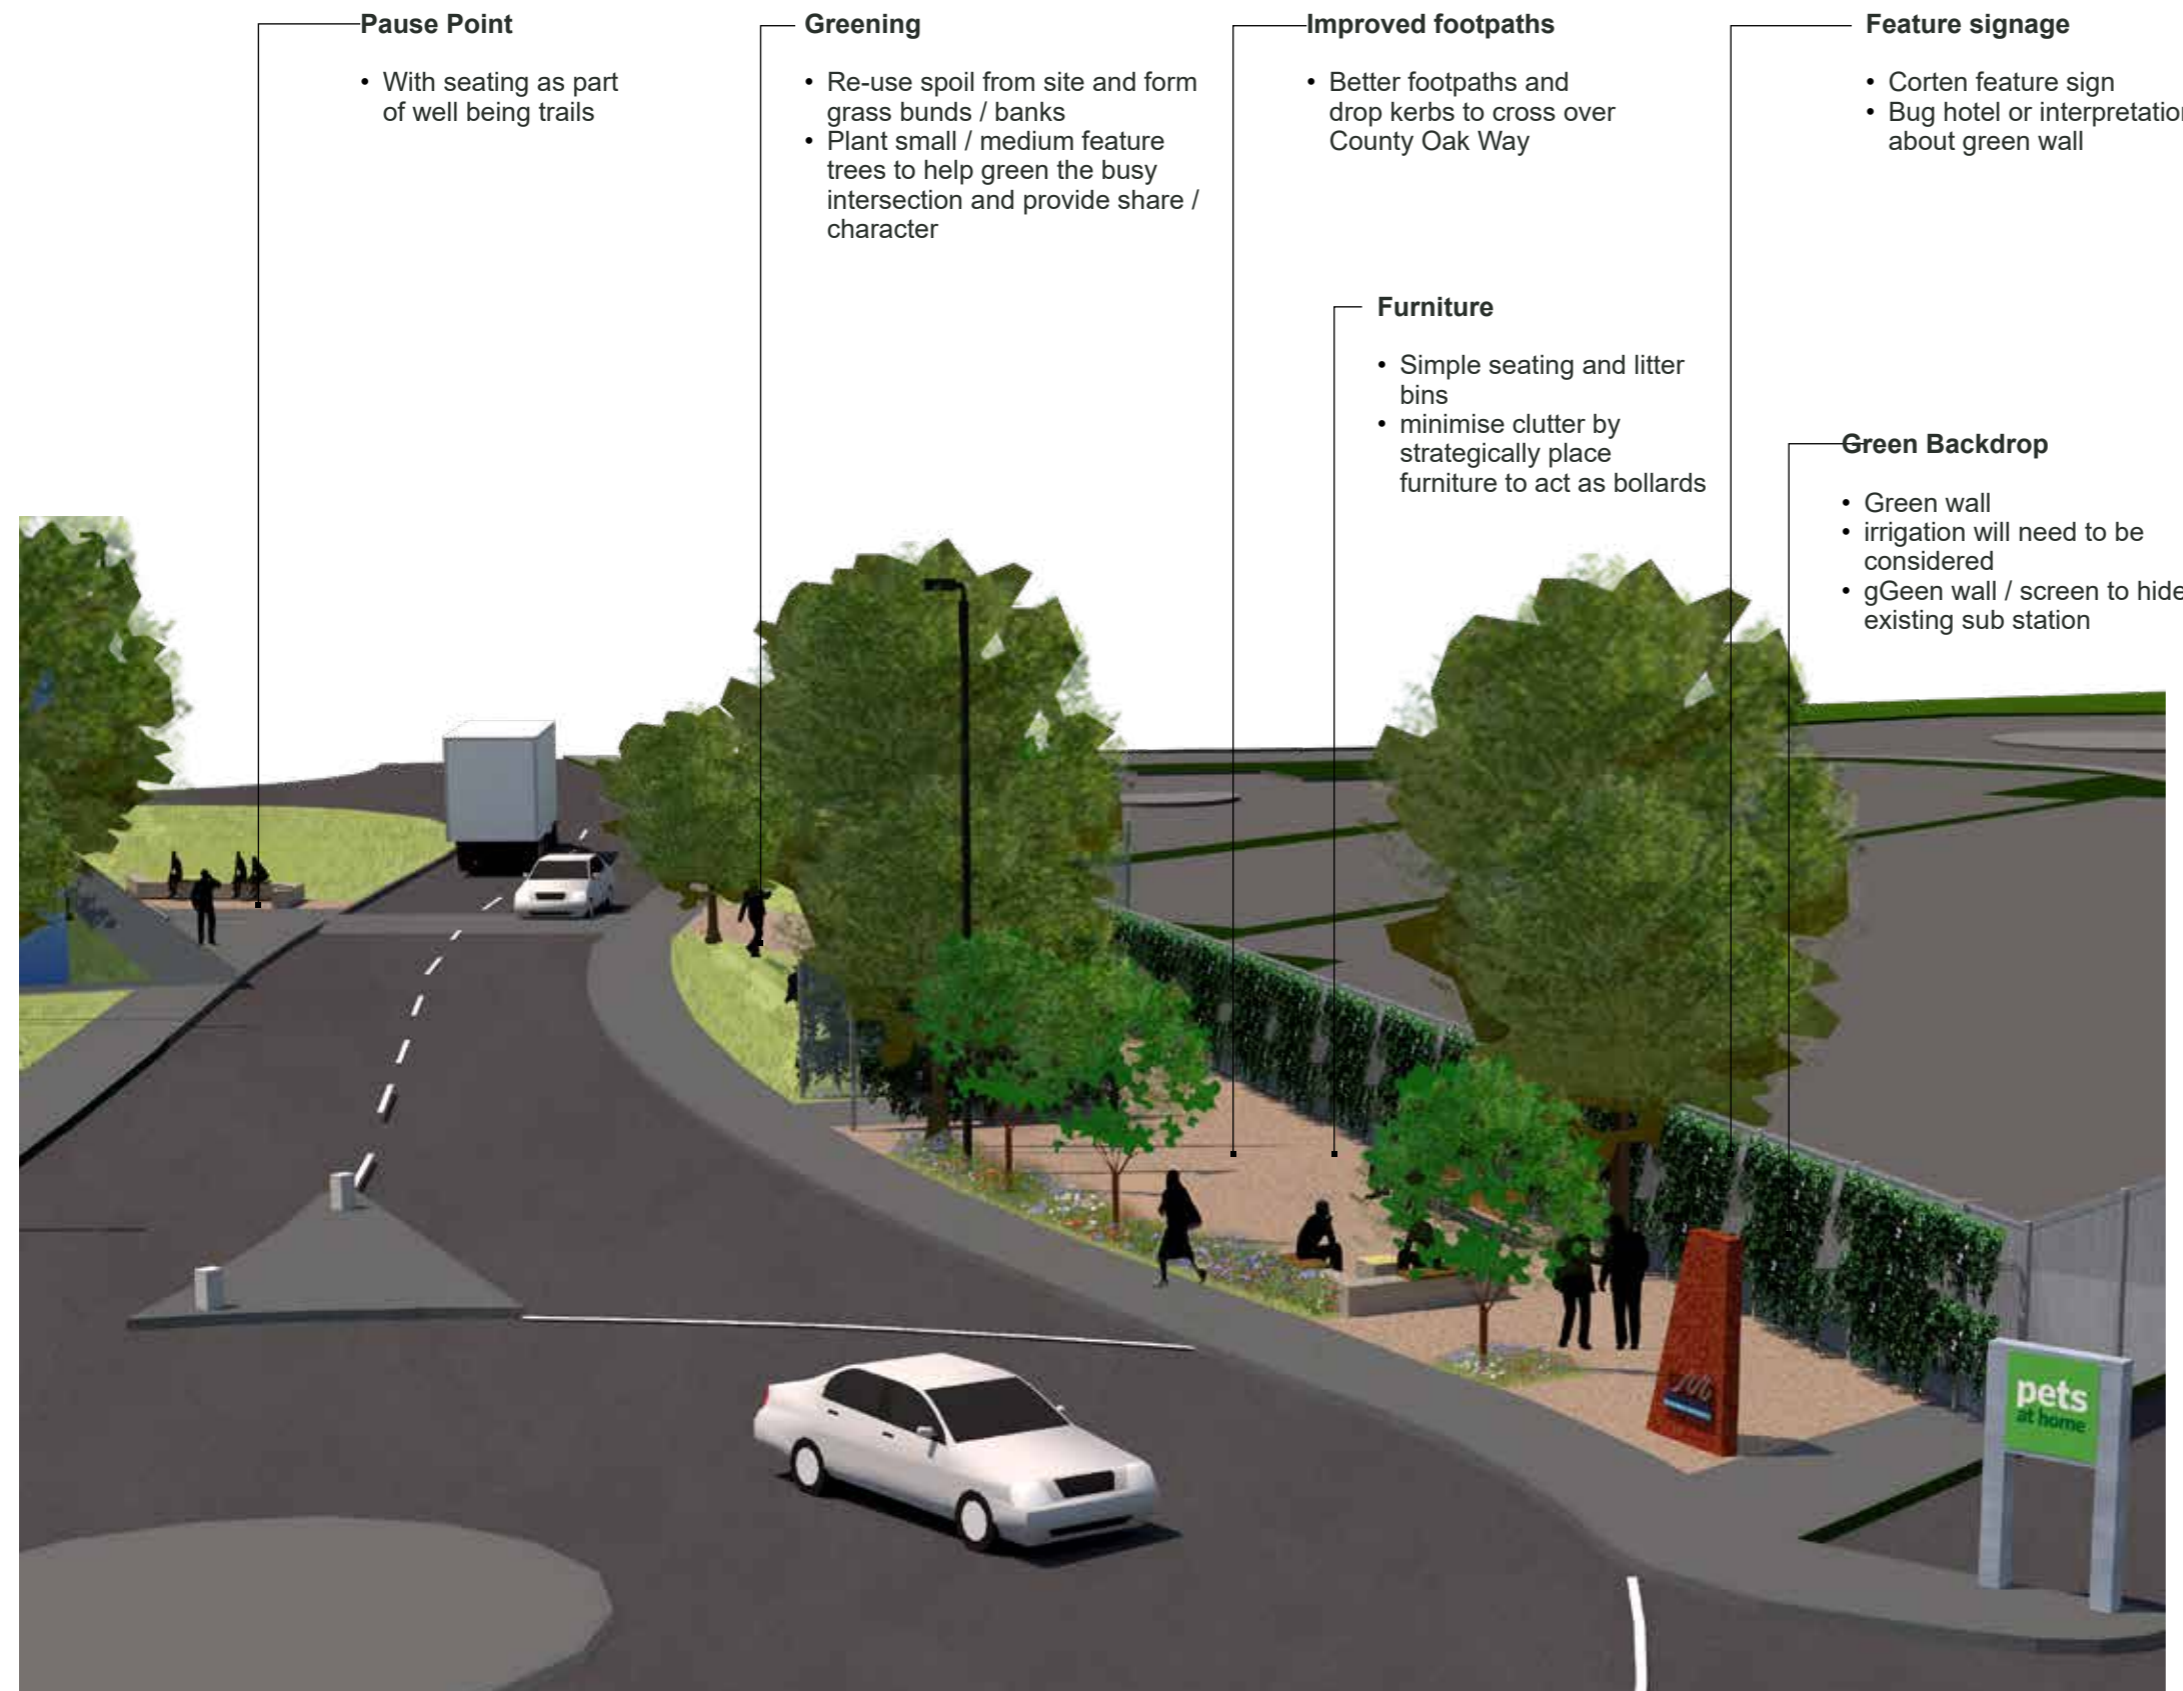 Pause Point
• With seating as part
of well being trails
Greening
• Re-use spoil from site and form
grass bunds / banks
• Plant small / medium feature
trees to help green the busy
intersection and provide share /
character
Improved footpaths
• Better footpaths and
drop kerbs to cross over
County Oak Way
Feature signage
• Corten feature sign
• Bug hotel or interpretation
about green wall
Furniture
• Simple seating and litter
bins
• minimise clutter by
strategically place
furniture to act as bollards
Green Backdrop
• Green wall
• irrigation will need to be
considered
• gGeen wall / screen to hide
existing sub station
pets
at home